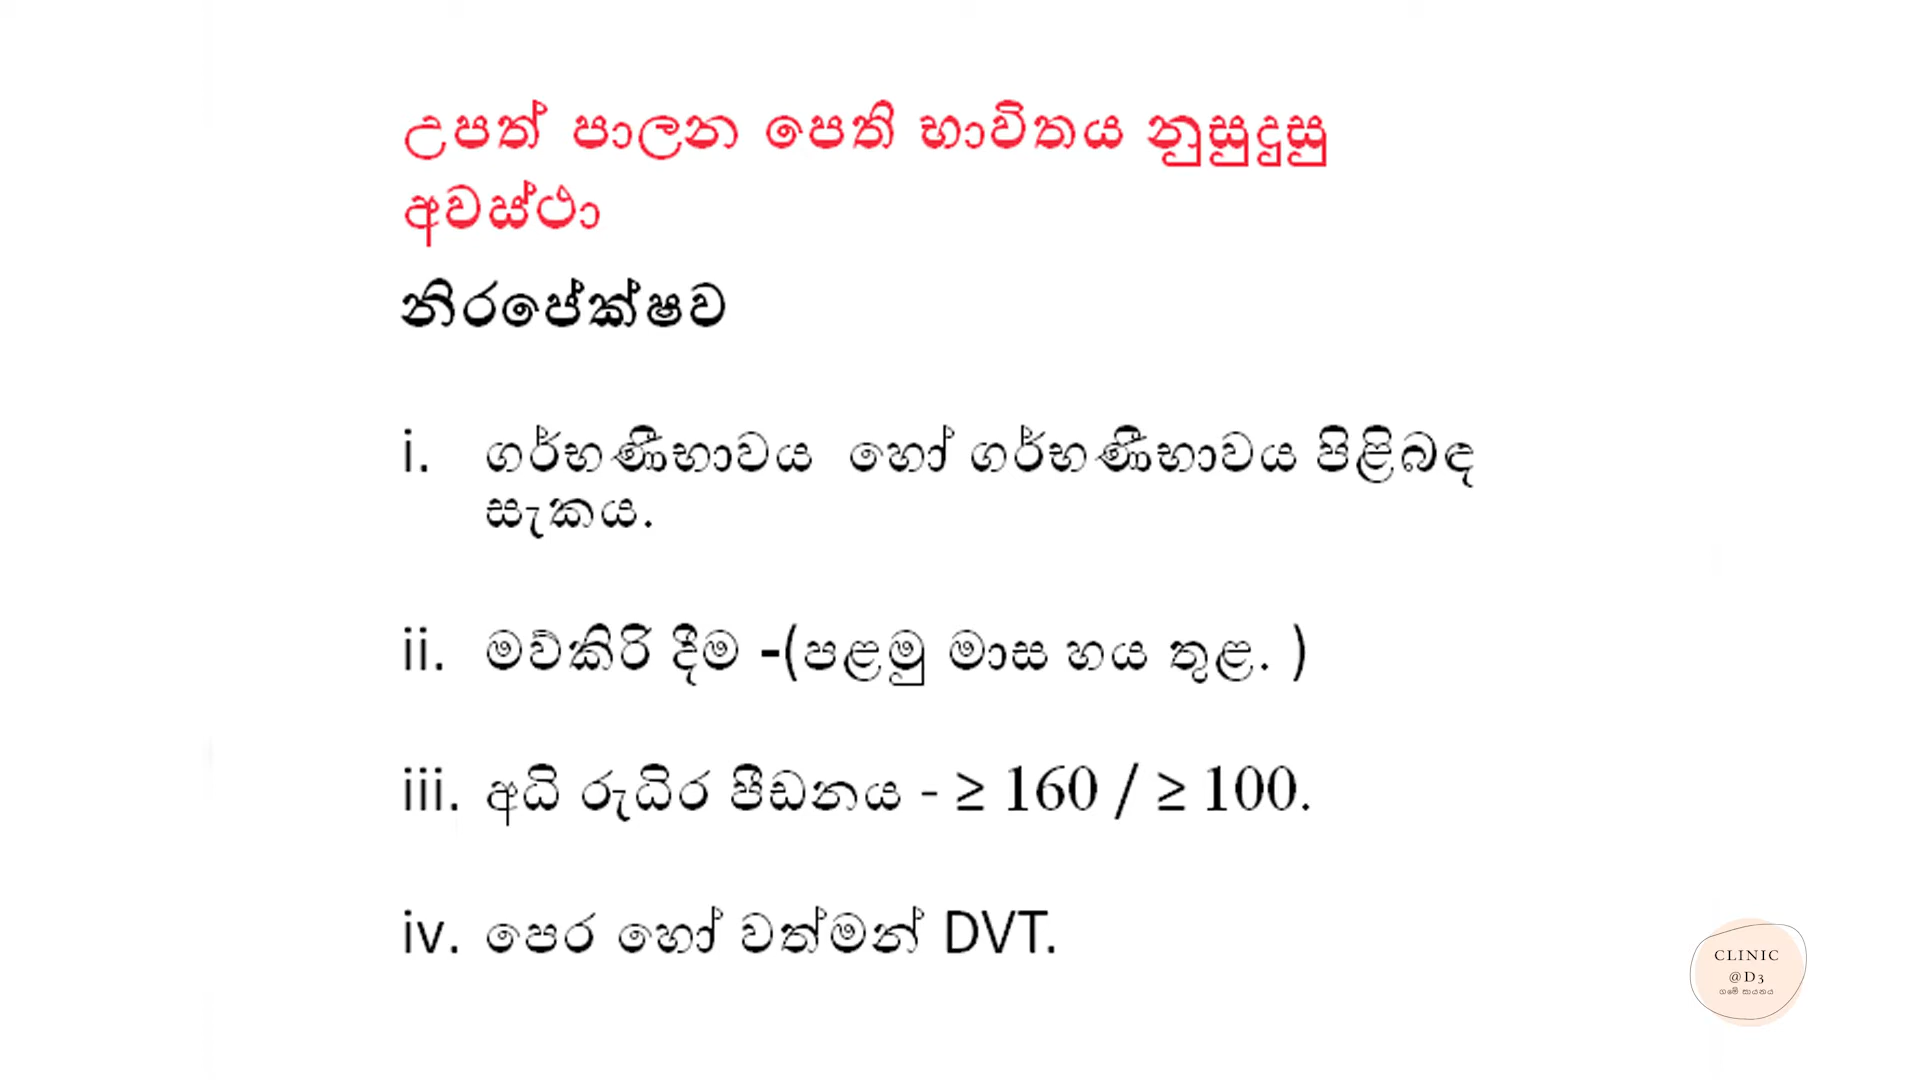 උපත් පාලන පෙති භාවිතය නුසුදුසු
අවස්ථා
නිරපේක්ෂව
i. ගර්භණීභාවය හෝ ගර්භණීභාවය පිළිබඳ
සැකය.
ii. මව්කිරි දීම -(පළමු මාස හය තුළ. )
iii. අධි රුධිර පීඩනය - ≥ 160 / ≥ 100.
iv. පෙර හෝ වත්මන් DVT.
CLINIC
@D3